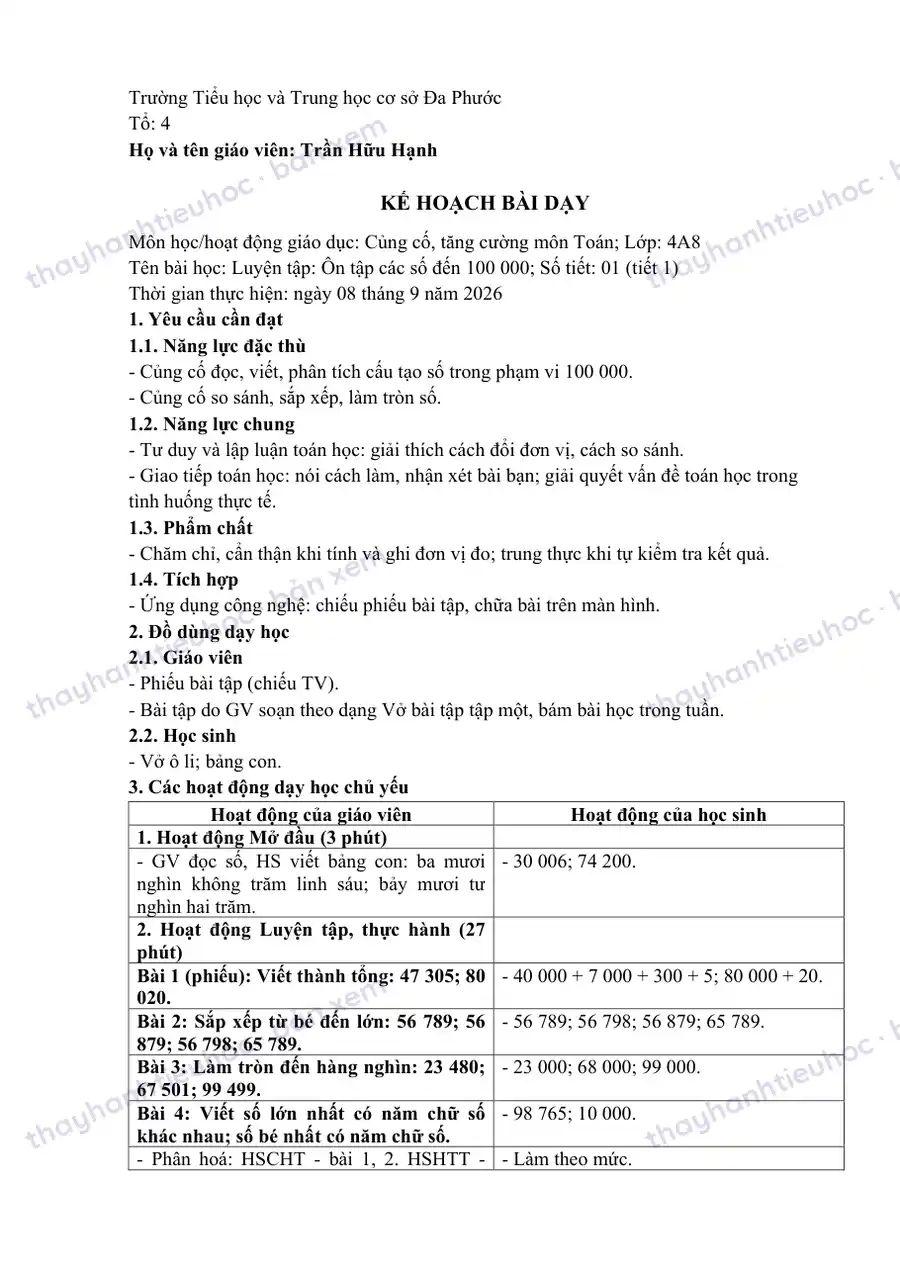 Trường Tiểu học và Trung học cơ sở Đa Phước
Tổ: 4
Họ và tên giáo viên: Trần Hữu Hạnh
KẾ HOẠCH BÀI DẠY
Môn học/hoạt động giáo dục: Củng cố, tăng cường môn Toán; Lớp: 4A8
Tên bài học: Luyện tập: Ôn tập các số đến 100 000; Số tiết: 01 (tiết 1)
Thời gian thực hiện: ngày 08 tháng 9 năm 2026
1. Yêu cầu cần đạt
1.1. Năng lực đặc thù
- Củng cố đọc, viết, phân tích cấu tạo số trong phạm vi 100 000.
- Củng cố so sánh, sắp xếp, làm tròn số.
1.2. Năng lực chung
- Tư duy và lập luận toán học: giải thích cách đổi đơn vị, cách so sánh.
- Giao tiếp toán học: nói cách làm, nhận xét bài bạn; giải quyết vấn đề toán học trong
tình huống thực tế.
1.3. Phẩm chất
- Chăm chỉ, cẩn thận khi tính và ghi đơn vị đo; trung thực khi tự kiểm tra kết quả.
1.4. Tích hợp
- Ứng dụng công nghệ: chiếu phiếu bài tập, chữa bài trên màn hình.
2. Đồ dùng dạy học
2.1. Giáo viên
- Phiếu bài tập (chiếu TV).
- Bài tập do GV soạn theo dạng Vở bài tập tập một, bám bài học trong tuần.
2.2. Học sinh
- Vở ô li; bảng con.
3. Các hoạt động dạy học chủ yếu
Hoạt động của giáo viên
Hoạt động của học sinh
1. Hoạt động Mở đầu (3 phút)
- GV đọc số, HS viết bảng con: ba mươi
nghìn không trăm linh sáu; bảy mươi tư
nghìn hai trăm.
- 30 006; 74 200.
2. Hoạt động Luyện tập, thực hành (27
phút)
Bài 1 (phiếu): Viết thành tổng: 47 305; 80
020.
- 40 000 + 7 000 + 300 + 5; 80 000 + 20.
Bài 2: Sắp xếp từ bé đến lớn: 56 789; 56
879; 56 798; 65 789.
- 56 789; 56 798; 56 879; 65 789.
Bài 3: Làm tròn đến hàng nghìn: 23 480;
67 501; 99 499.
- 23 000; 68 000; 99 000.
Bài 4: Viết số lớn nhất có năm chữ số
khác nhau; số bé nhất có năm chữ số.
- 98 765; 10 000.
- Phân hoá: HSCHT - bài 1, 2. HSHTT -
- Làm theo mức.
thayhanhtieuhoc · bản xem
thayhanhtieuhoc · b
thayhanhtieuhoc · bản xem
thayhanhtieuhoc · b
thayhanhtieuhoc · bản xem
thayhanhtieuhoc · b